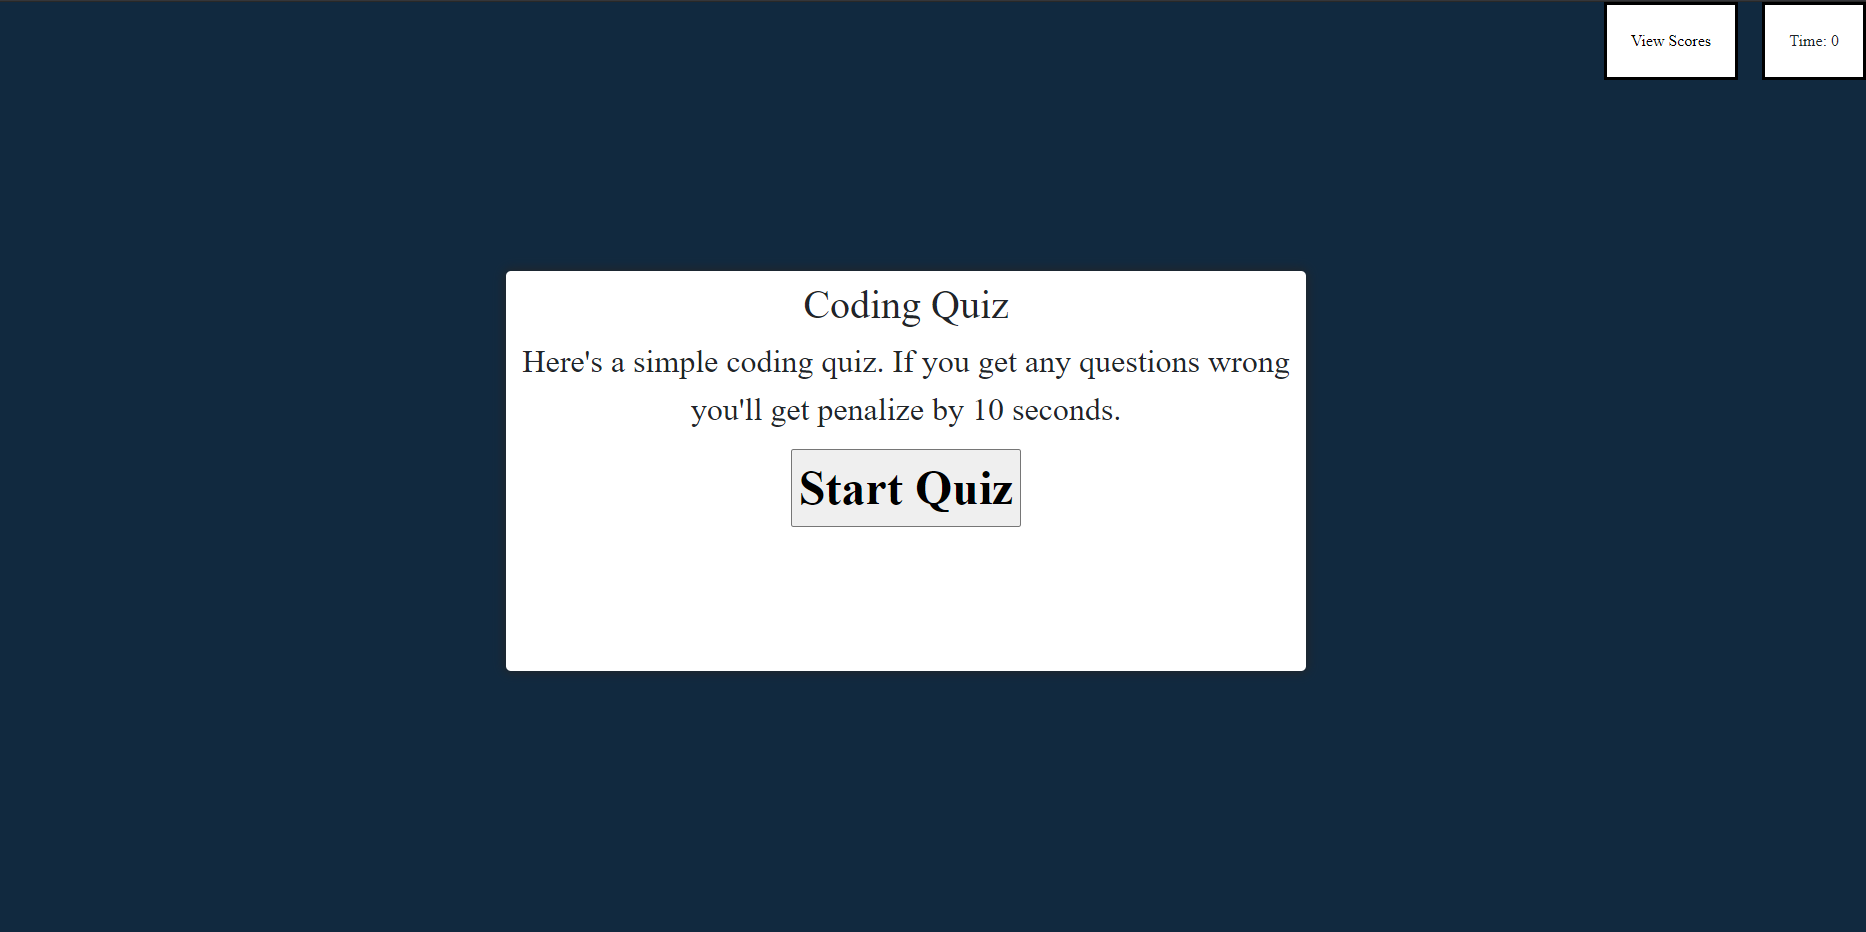 View Scores
Time: 0
Coding Quiz
Here's a simple coding quiz. If you get any questions wrong
you'll get penalize by 10 seconds.
Start Quiz